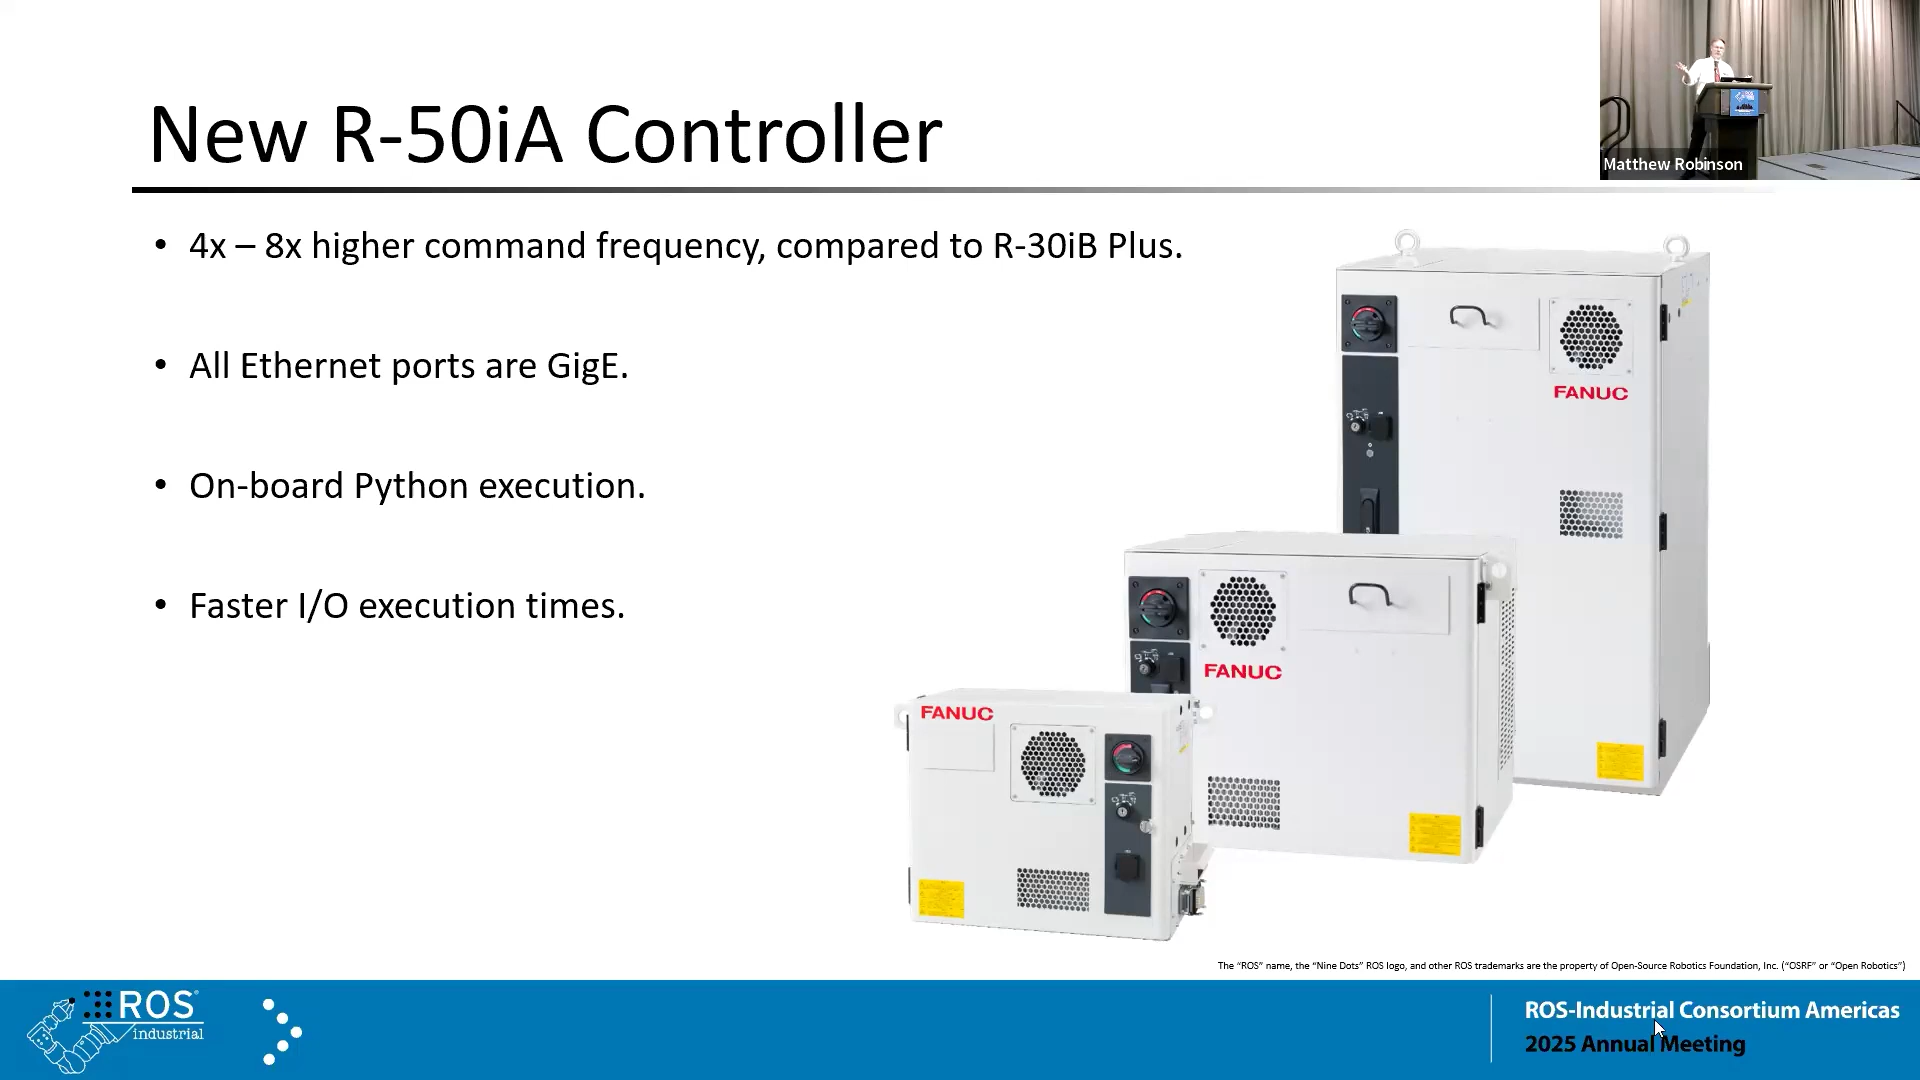 Matthew Robinson
New R-50iA Controller
• 4x – 8x higher command frequency, compared to R-30iB Plus.
• All Ethernet ports are GigE.
• On-board Python execution.
• Faster I/O execution times.
FANUC
FANUC
FANUC
The “ROS” name, the “Nine Dots” ROS logo, and other ROS trademarks are the property of Open-Source Robotics Foundation, Inc. (“OSRF” or “Open Robotics”)
ROS
industrial
ROS-Industrial Consortium Americas
2025 Annual Meeting